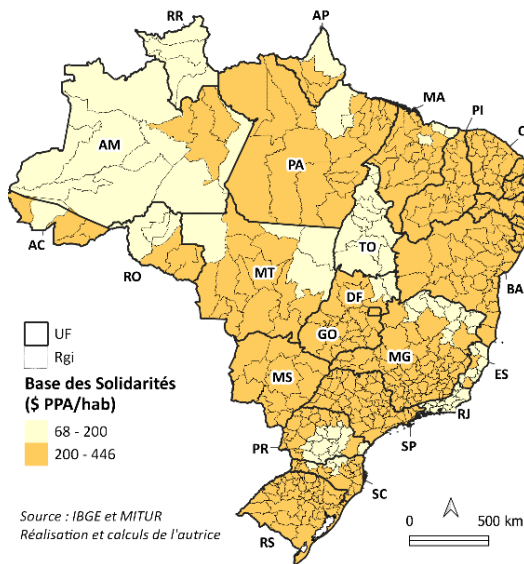 RR
AP
MA
PI
C
AM
PA
AC
RO
TO
MT
BA
DF
GO
MG
MS
ES
RJ
SP
PR
SC
RS
UF
Rgi
Base des Solidarités
($ PPA/hab)
68 - 200
200 - 446
Source : IBGE et MITUR
Réalisation et calculs de l'autrice
0 500 km